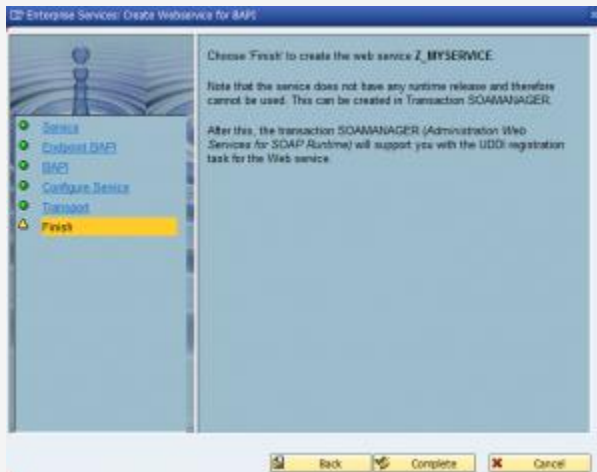 Enterprise Services: Create Webservice for BAPI
Choose 'Finish' to create the web service Z_MYSERVICE.
Note that the service does not have any runtime release and therefore
cannot be used. This can be created in Transaction SOAMANAGER.
After this, the transaction SOAMANAGER (Administration Web
Services for SOAP Runtime) will support you with the UDDI registration
task for the Web service.
Service
Endpoint BAPI
BAPI
Configure Service
Transport
Finish
Back
Complete
Cancel